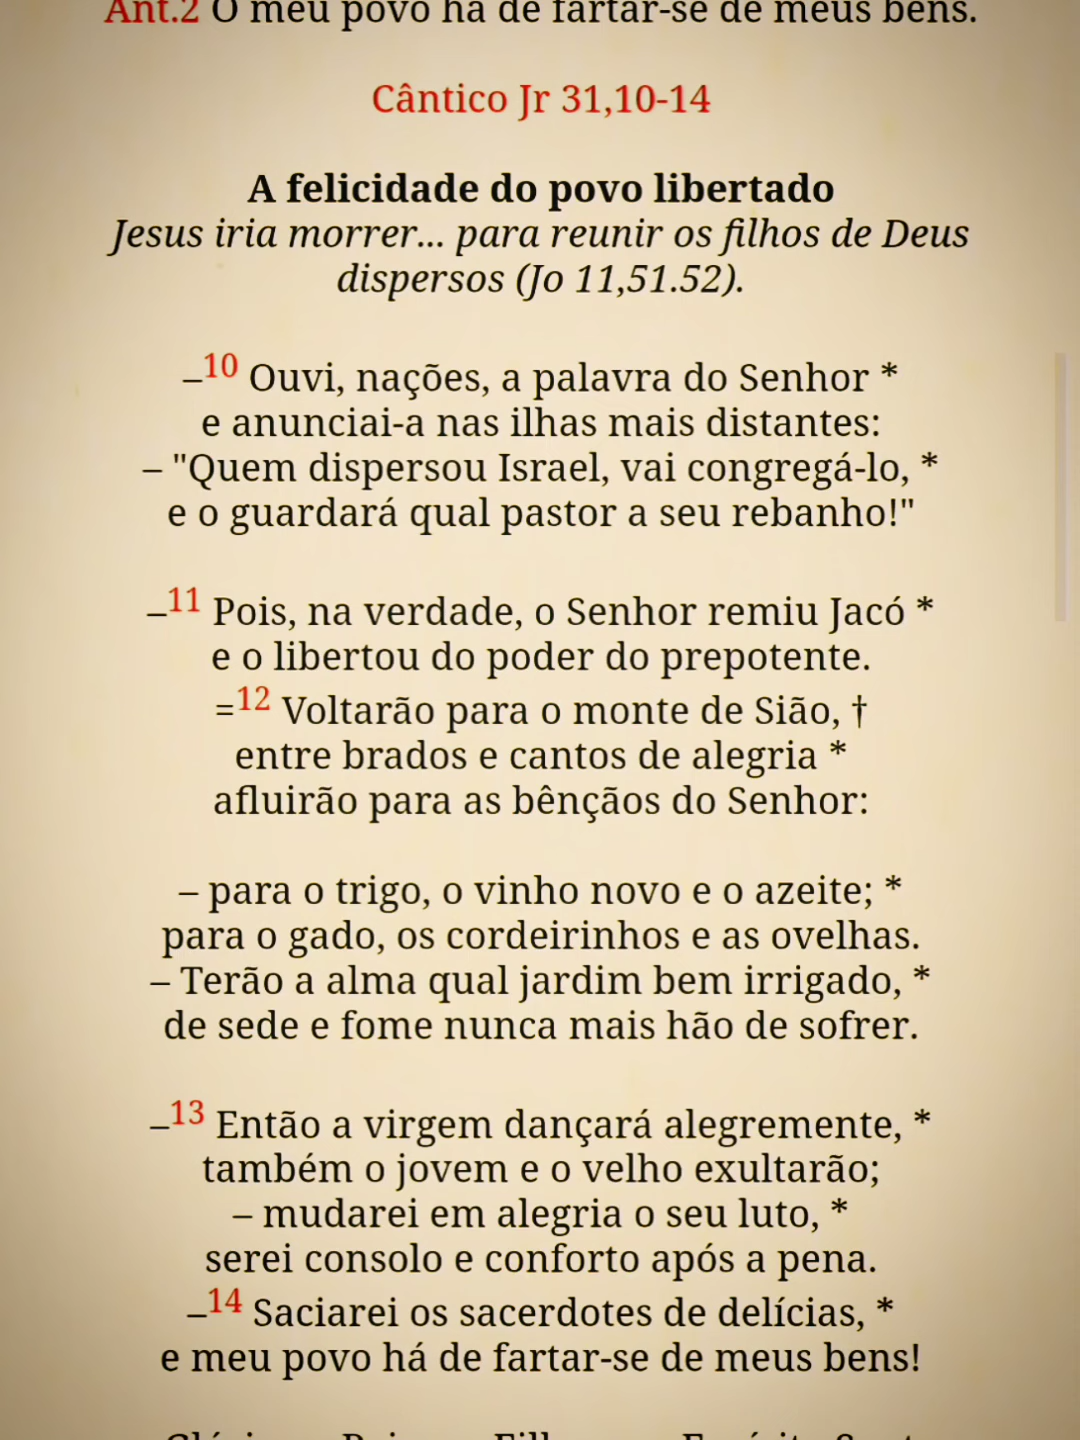 Ant.2 O meu povo há de fartar-se de meus bens.
Cântico Jr 31,10-14
A felicidade do povo libertado
Jesus iria morrer... para reunir os filhos de Deus
dispersos (Jo 11,51.52).
–10 Ouvi, nações, a palavra do Senhor *
e anunciai-a nas ilhas mais distantes:
– "Quem dispersou Israel, vai congregá-lo, *
e o guardará qual pastor a seu rebanho!"
–11 Pois, na verdade, o Senhor remiu Jacó *
e o libertou do poder do prepotente.
=12 Voltarão para o monte de Sião, †
entre brados e cantos de alegria *
afluirão para as bênçãos do Senhor:
– para o trigo, o vinho novo e o azeite; *
para o gado, os cordeirinhos e as ovelhas.
– Terão a alma qual jardim bem irrigado, *
de sede e fome nunca mais hão de sofrer.
–13 Então a virgem dançará alegremente, *
também o jovem e o velho exultarão;
– mudarei em alegria o seu luto, *
serei consolo e conforto após a pena.
–14 Saciarei os sacerdotes de delícias, *
e meu povo há de fartar-se de meus bens!